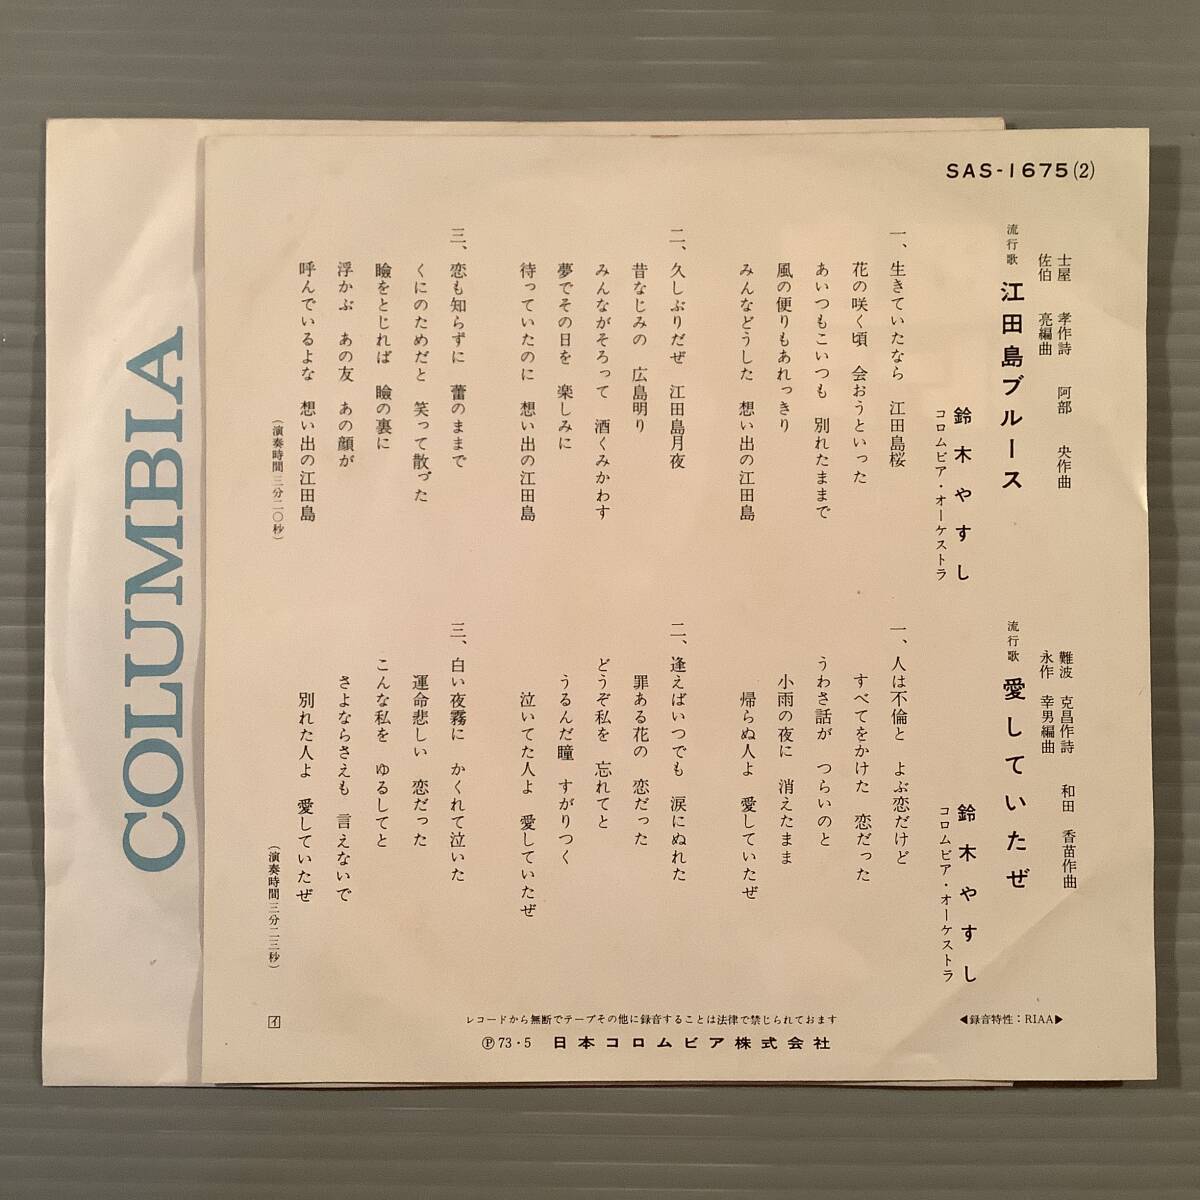 COLUMBIA
SAS-1675(2)
流行歌
江田島ブルース
士屋 孝作詩 阿部 央作曲
佐伯 亮編曲
鈴木やすし
コロムビア・オーケストラ
一、生きていたなら 江田島桜
花の咲く頃 会おうといった
あいつもこいつも 別れたままで
風の便りもあれっきり
みんなどうした 想い出の江田島
二、久しぶりだぜ 江田島月夜
昔なじみの 広島明り
みんながそろって 酒くみかわす
夢でその日を 楽しみに
待っていたのに 想い出の江田島
三、恋も知らずに 蕾のままで
くにのためだと 笑って散づた
瞼をとじれば 瞼の裏に
浮かぶ あの友 あの顔が
呼んでいるよな 想い出の江田島
(演奏時間三分二〇秒)
流行歌
愛していたぜ
難波 克昌作詩 和田 香苗作曲
永作 幸男編曲
鈴木やすし
コロムビア・オーケストラ
一、人は不倫と よぶ恋だけど
すべてをかけた 恋だった
うわさ話が つらいのと
小雨の夜に 消えたまま
帰らぬ人よ 愛していたぜ
二、逢えばいつでも 涙にぬれた
罪ある花の 恋だった
どうぞ私を 忘れてと
うるんだ瞳 すがりつく
泣いてた人よ 愛していたぜ
三、白い夜霧に かくれて泣いた
運命悲しい 恋だった
こんな私を ゆるしてと
さよならさえも 言えないで
別れた人よ 愛していたぜ
(演奏時間三分二三秒)
イ
レコードから無断でテープその他に録音することは法律で禁じられております
◀録音特性：RIAA▶
Ⓟ73・5 日本コロムビア株式会社